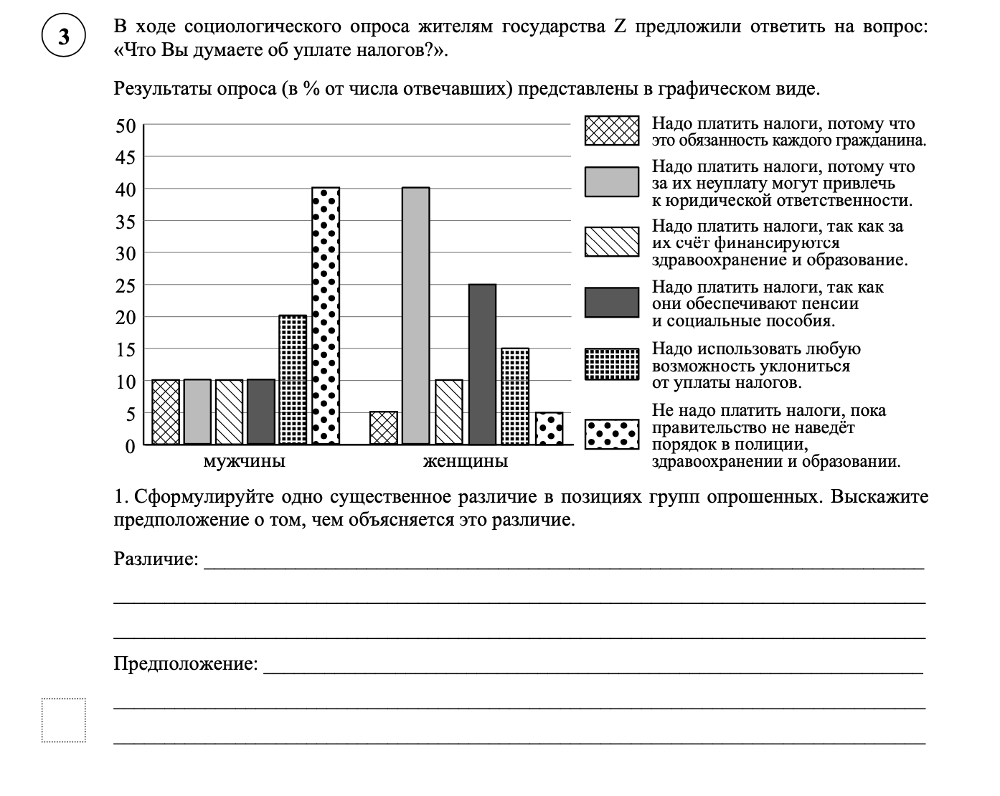 3
В ходе социологического опроса жителям государства Z предложили ответить на вопрос:
«Что Вы думаете об уплате налогов?».
Результаты опроса (в % от числа отвечавших) представлены в графическом виде.
50
45
40
35
30
25
20
15
10
5
0
мужчины
женщины
Надо платить налоги, потому что
это обязанность каждого гражданина.
Надо платить налоги, потому что
за их неуплату могут привлечь
к юридической ответственности.
Надо платить налоги, так как за
их счёт финансируются
здравоохранение и образование.
Надо платить налоги, так как
они обеспечивают пенсии
и социальные пособия.
Надо использовать любую
возможность уклониться
от уплаты налогов.
Не надо платить налоги, пока
правительство не наведёт
порядок в полиции,
здравоохранении и образовании.
1. Сформулируйте одно существенное различие в позициях групп опрошенных. Выскажите
предположение о том, чем объясняется это различие.
Различие:
Предположение: